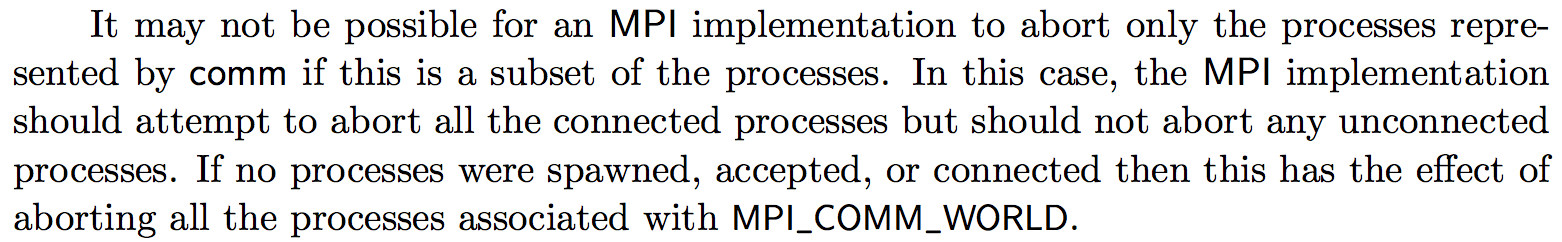 It may not be possible for an MPI implementation to abort only the processes repre-
sented by comm if this is a subset of the processes. In this case, the MPI implementation
should attempt to abort all the connected processes but should not abort any unconnected
processes. If no processes were spawned, accepted, or connected then this has the effect of
aborting all the processes associated with MPI_COMM_WORLD.